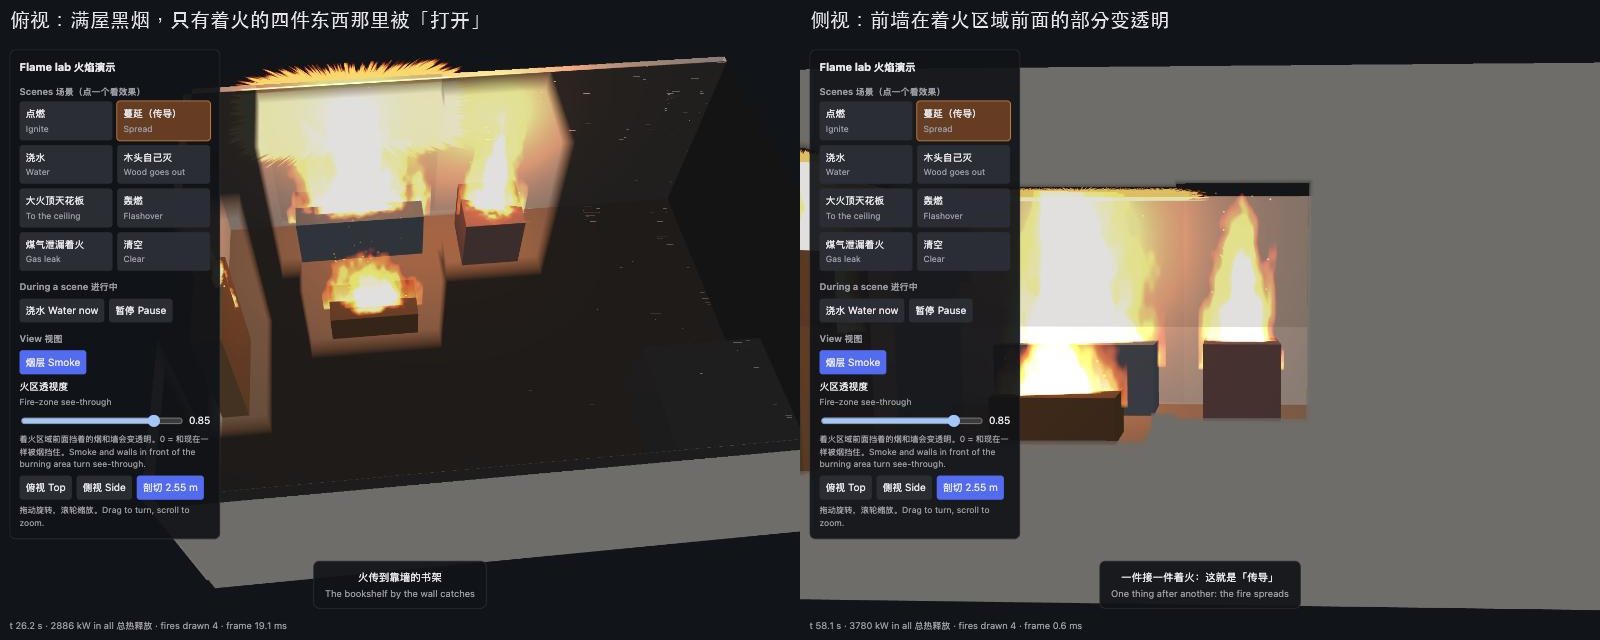 俯视：满屋黑烟，只有着火的四件东西那里被「打开」
Flame lab 火焰演示
Scenes 场景（点一个看效果）
点燃
Ignite
蔓延（传导）
Spread
浇水
Water
木头自己灭
Wood goes out
大火顶天花板
To the ceiling
轰燃
Flashover
煤气泄漏着火
Gas leak
清空
Clear
During a scene 进行中
浇水 Water now
暂停 Pause
View 视图
烟层 Smoke
火区透视度
Fire-zone see-through
0.85
着火区域前面挡着的烟和墙会变透明。0 = 和现在一
样被烟挡住。Smoke and walls in front of the
burning area turn see-through.
俯视 Top
侧视 Side
剖切 2.55 m
拖动旋转，滚轮缩放。Drag to turn, scroll to
zoom.
火传到靠墙的书架
The bookshelf by the wall catches
t 26.2 s · 2886 kW in all 总热释放 · fires drawn 4 · frame 19.1 ms
侧视：前墙在着火区域前面的部分变透明
Flame lab 火焰演示
Scenes 场景（点一个看效果）
点燃
Ignite
蔓延（传导）
Spread
浇水
Water
木头自己灭
Wood goes out
大火顶天花板
To the ceiling
轰燃
Flashover
煤气泄漏着火
Gas leak
清空
Clear
During a scene 进行中
浇水 Water now
暂停 Pause
View 视图
烟层 Smoke
火区透视度
Fire-zone see-through
0.85
着火区域前面挡着的烟和墙会变透明。0 = 和现在一
样被烟挡住。Smoke and walls in front of the
burning area turn see-through.
俯视 Top
侧视 Side
剖切 2.55 m
拖动旋转，滚轮缩放。Drag to turn, scroll to
zoom.
一件接一件着火：这就是「传导」
One thing after another: the fire spreads
t 58.1 s · 3780 kW in all 总热释放 · fires drawn 4 · frame 0.6 ms